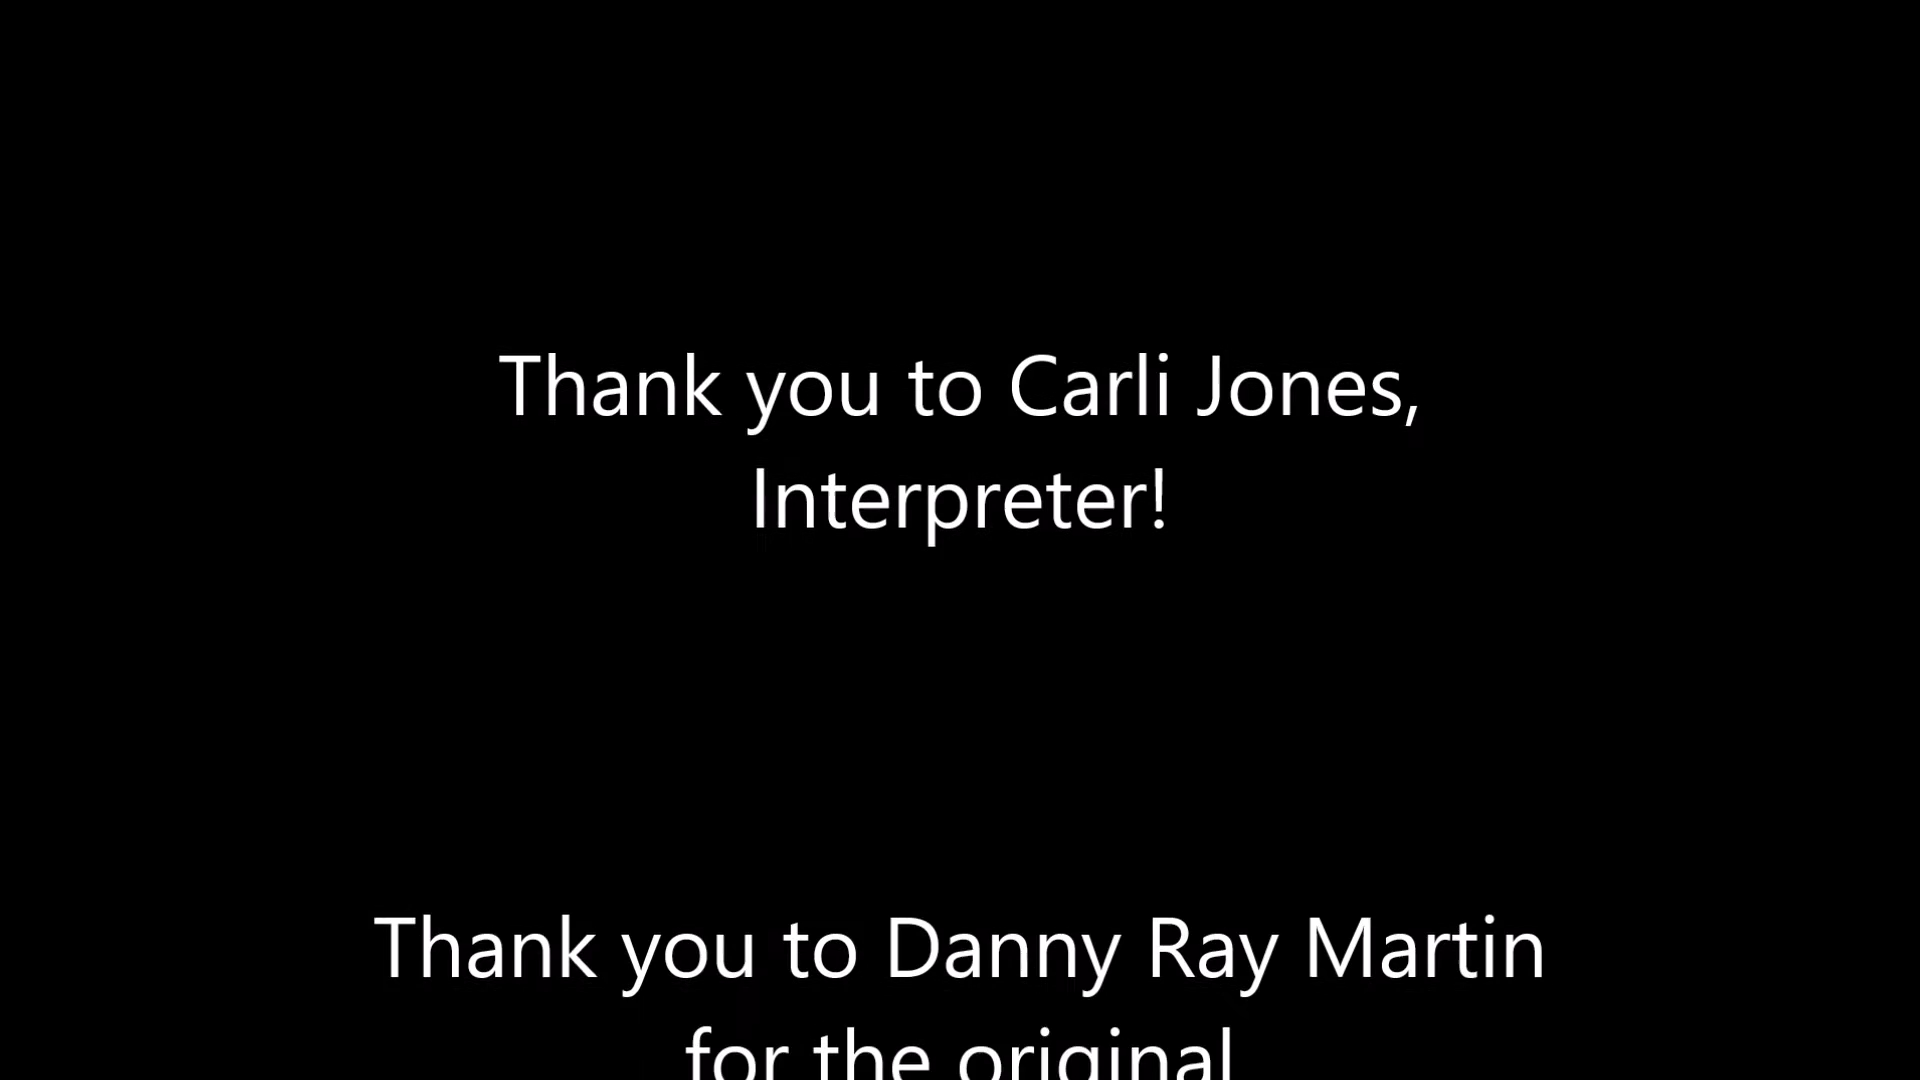 Thank you to Carli Jones,
Interpreter!
Thank you to Danny Ray Martin
for the original